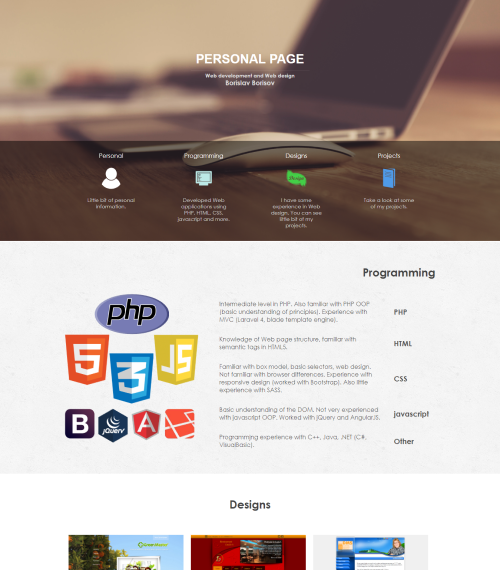 PERSONAL PAGE
Web development and Web design
Borislav Borisov
Personal
Programming
Designs
Projects
Little bit of pesonal
information.
Developed Web
applications using
PHP, HTML, CSS,
javascript and more.
Design
I have some
experience in Web
design. You can see
little bit of my
projects.
Take a look at some
of my projects.
Programming
php
5
3
JS
B
jQuery
A
Intermediate level in PHP. Also familiar with PHP OOP
(basic understanding of principles). Experience with
MVC (Laravel 4, blade template engine).
PHP
Knowledge of Web page structure, familiar with
semantic tags in HTML5.
HTML
Familiar with box model, basic selectors, web design.
Not familiar with browser differences. Experience with
responsive design (worked with Bootstrap). Also little
experience with SASS.
CSS
Basic understanding of the DOM. Not very experienced
with javascript OOP. Worked with jQuery and AngularJS.
javascript
Programming experience with C++, Java, .NET (C#,
VisualBasic).
Other
Designs